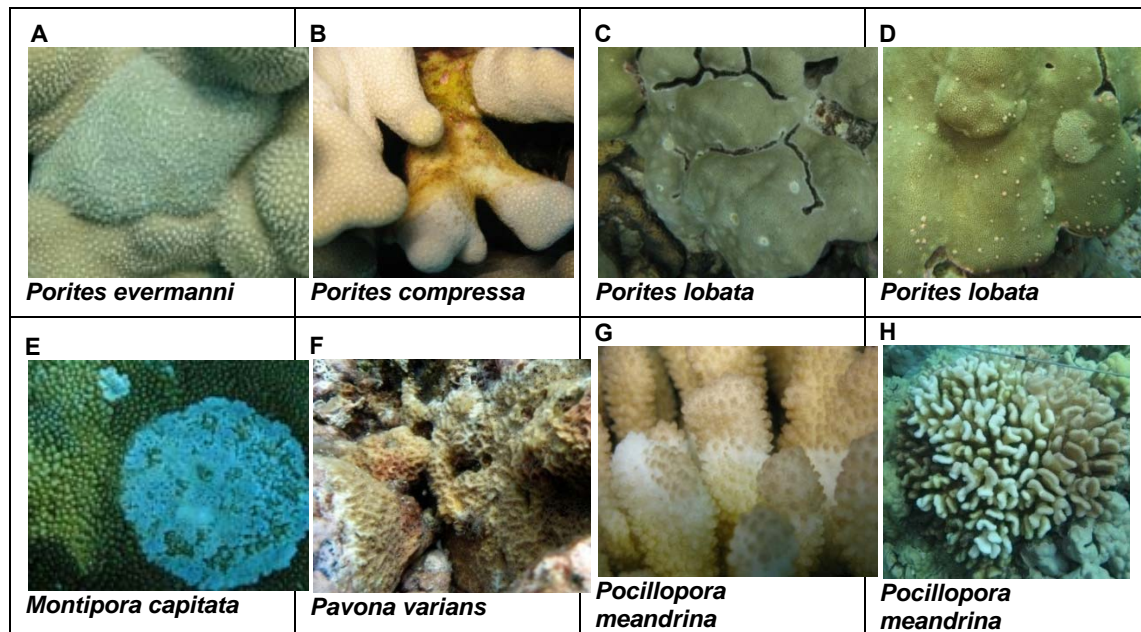 A
B
C
D
Porites evermanni
Porites compressa
Porites lobata
Porites lobata
E
F
G
H
Montipora capitata
Pavona varians
Pocillopora
meandrina
Pocillopora
meandrina